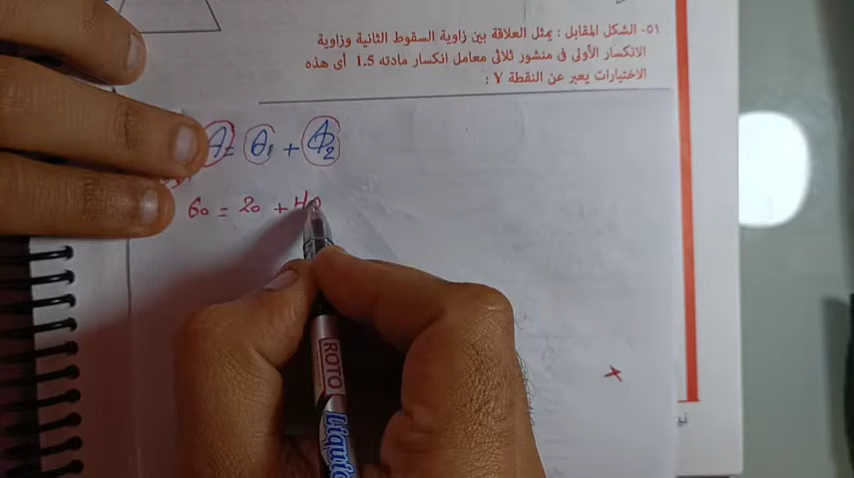 ٥١- الشكل المقابل : يمثل العلاقة بين زاوية السقوط الثانية وزاوية
الانكسار الأولى فى منشور ثلاثى معامل انكسار مادته 1.5 أى هذه
الاختيارات يعبر عن النقطة Y :
A = θ₁ + φ₂
60 = 20 + 40
ROTO Liquid